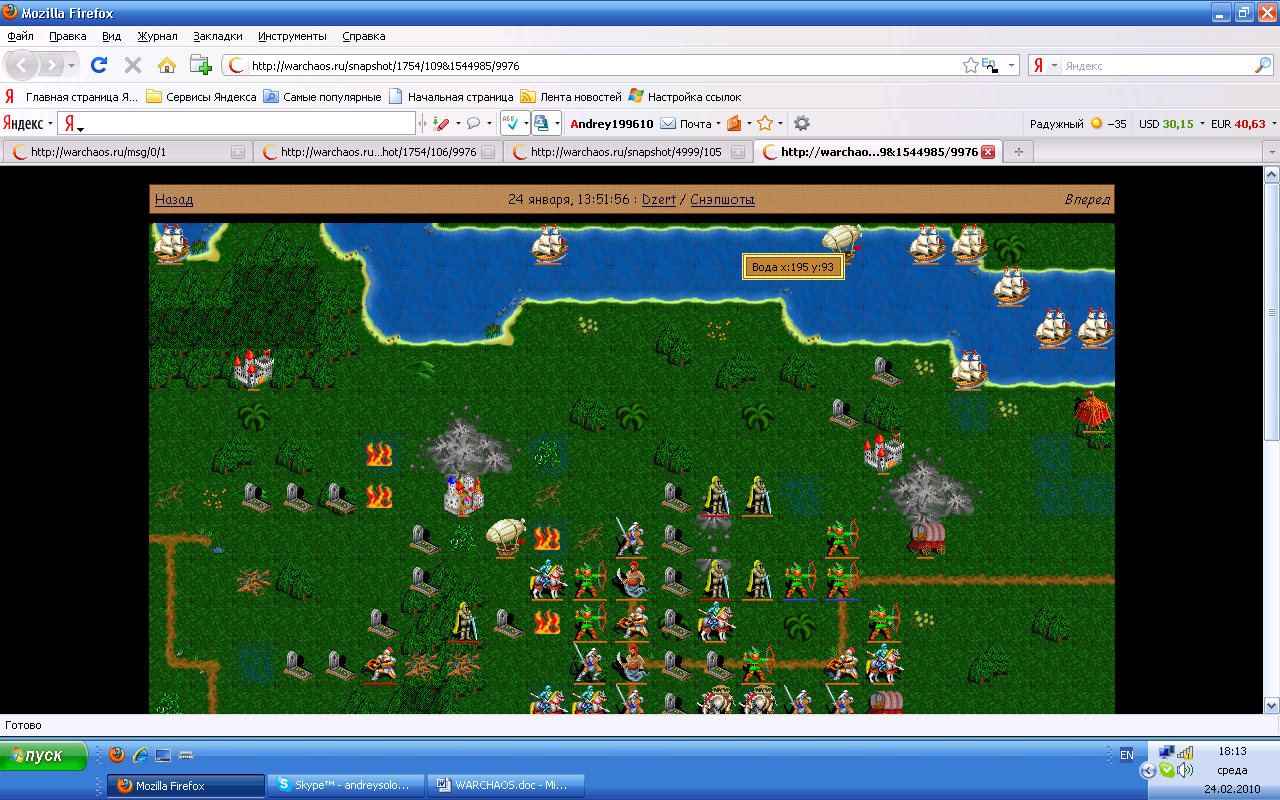 Mozilla Firefox
Файл Правка Вид Журнал Закладки Инструменты Справка
http://warchaos.ru/snapshot/1754/109&1544985/9976 En Я Яндекс
Я Главная страница Я... Сервисы Яндекса Самые популярные Начальная страница Лента новостей Настройка ссылок
Яндекс Я АБВ Andrey199610 Почта Радужный -35 USD 30,15 EUR 40,63
http://warchaos.ru/msg/0/1 http://warchaos.ru...hot/1754/106/9976 http://warchaos.ru/snapshot/4999/105 http://warchao...9&1544985/9976
Назад 24 января, 13:51:56 : Dzert / Снэпшоты Вперед
Вода x:195 y:93
Готово
пуск EN 18:13
Mozilla Firefox Skype™ - andreysolo... WARCHAOS.doc - Mi... среда
24.02.2010